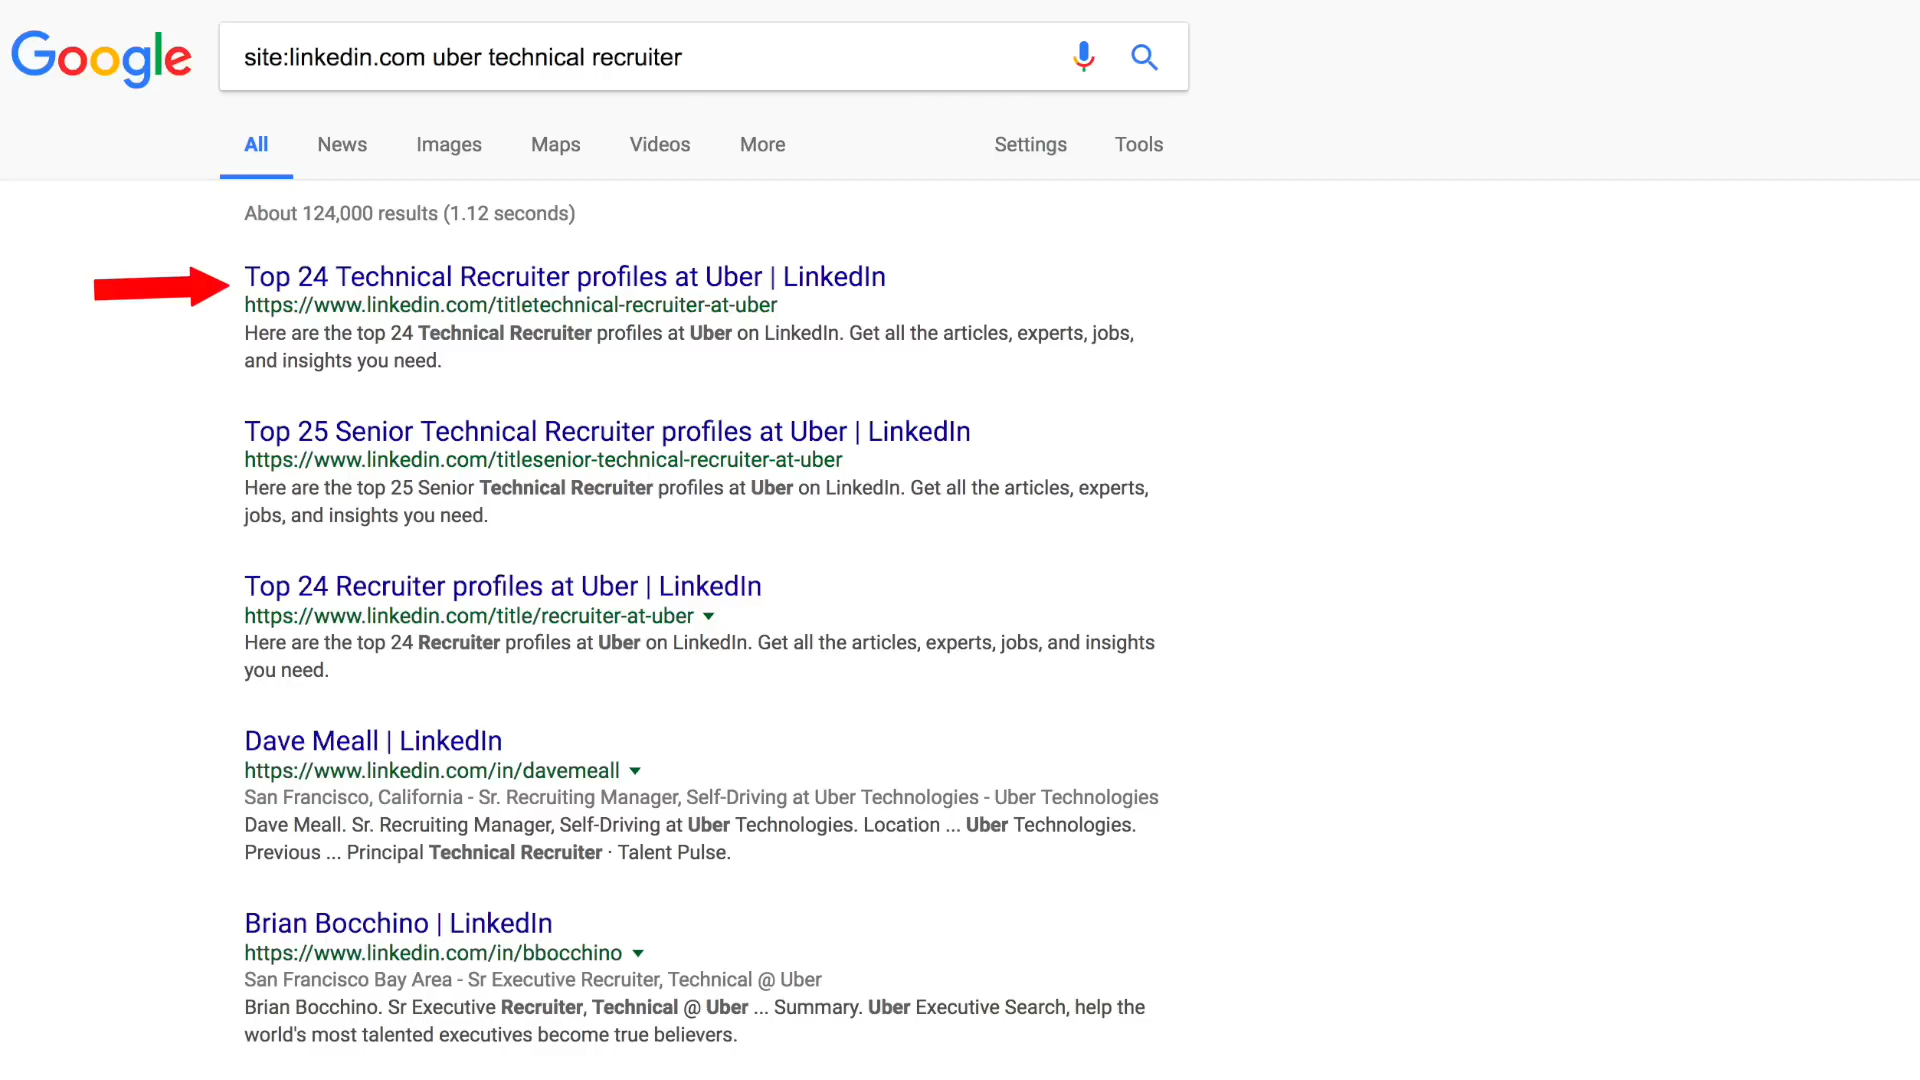 Google
site:linkedin.com uber technical recruiter
All News Images Maps Videos More Settings Tools
About 124,000 results (1.12 seconds)
Top 24 Technical Recruiter profiles at Uber | LinkedIn
https://www.linkedin.com/titletechnical-recruiter-at-uber
Here are the top 24 Technical Recruiter profiles at Uber on LinkedIn. Get all the articles, experts, jobs,
and insights you need.
Top 25 Senior Technical Recruiter profiles at Uber | LinkedIn
https://www.linkedin.com/titlesenior-technical-recruiter-at-uber
Here are the top 25 Senior Technical Recruiter profiles at Uber on LinkedIn. Get all the articles, experts,
jobs, and insights you need.
Top 24 Recruiter profiles at Uber | LinkedIn
https://www.linkedin.com/title/recruiter-at-uber
Here are the top 24 Recruiter profiles at Uber on LinkedIn. Get all the articles, experts, jobs, and insights
you need.
Dave Meall | LinkedIn
https://www.linkedin.com/in/davemeall
San Francisco, California - Sr. Recruiting Manager, Self-Driving at Uber Technologies - Uber Technologies
Dave Meall. Sr. Recruiting Manager, Self-Driving at Uber Technologies. Location ... Uber Technologies.
Previous ... Principal Technical Recruiter · Talent Pulse.
Brian Bocchino | LinkedIn
https://www.linkedin.com/in/bbocchino
San Francisco Bay Area - Sr Executive Recruiter, Technical @ Uber
Brian Bocchino. Sr Executive Recruiter, Technical @ Uber ... Summary. Uber Executive Search, help the
world's most talented executives become true believers.